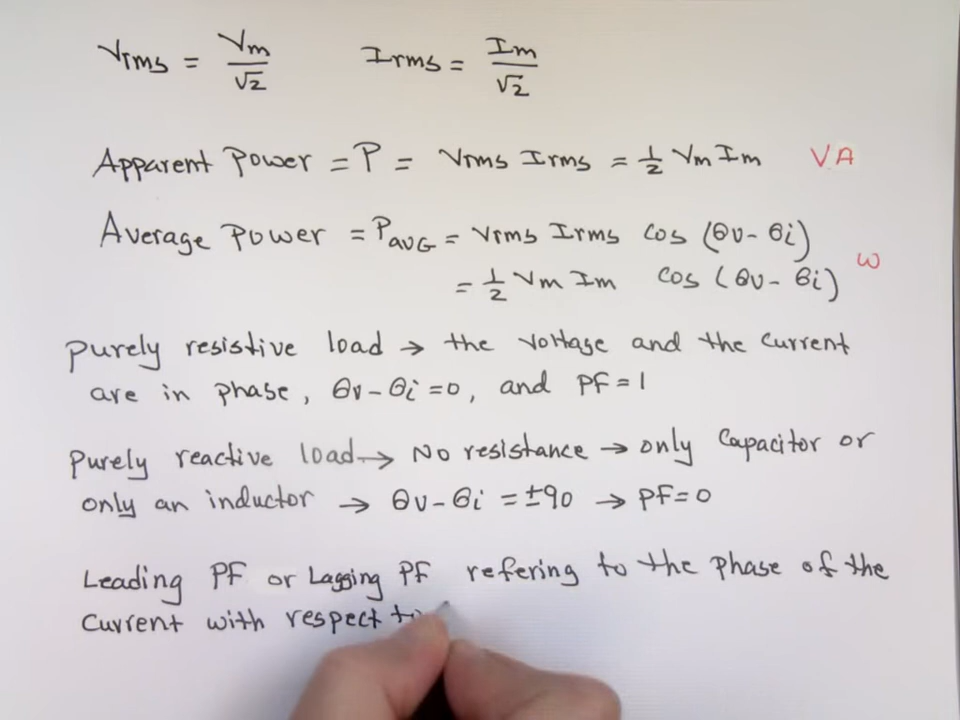 Vrms = Vm/√2    Irms = Im/√2
Apparent Power = P = Vrms Irms = 1/2 Vm Im    VA
Average Power = PAVG = Vrms Irms cos (θv - θi)
= 1/2 Vm Im cos (θv - θi)    W
Purely resistive load → the voltage and the current
are in phase, θv - θi = 0, and PF = 1
Purely reactive load → No resistance → only Capacitor or
only an inductor → θv - θi = ±90 → PF = 0
Leading PF or Lagging PF refering to the phase of the
current with respect